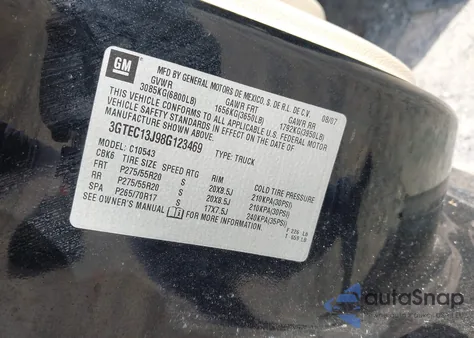 GM
MFD BY GENERAL MOTORS DE MEXICO, S. DE R.L. DE C.V. 08/07
GVWR GAWR FRT GAWR RR
3085KG(6800LB) 1656KG(3650LB) 1792KG(3950LB)
THIS VEHICLE CONFORMS TO ALL APPLICABLE U.S. FEDERAL MOTOR
VEHICLE SAFETY STANDARDS IN EFFECT ON THE DATE OF
MANUFACTURE SHOWN ABOVE.
3GTEC13J98G123469 TYPE: TRUCK
MODEL: C10543
CBK6 TIRE SIZE SPEED RTG RIM COLD TIRE PRESSURE
FRT P275/55R20 S 20X8.5J 210KPA(30PSI)
RR P275/55R20 S 20X8.5J 210KPA(30PSI)
SPA P265/70R17 S 17X7.5J 240KPA(35PSI)
SEE OWNER'S MANUAL FOR MORE INFORMATION.
autoSnap